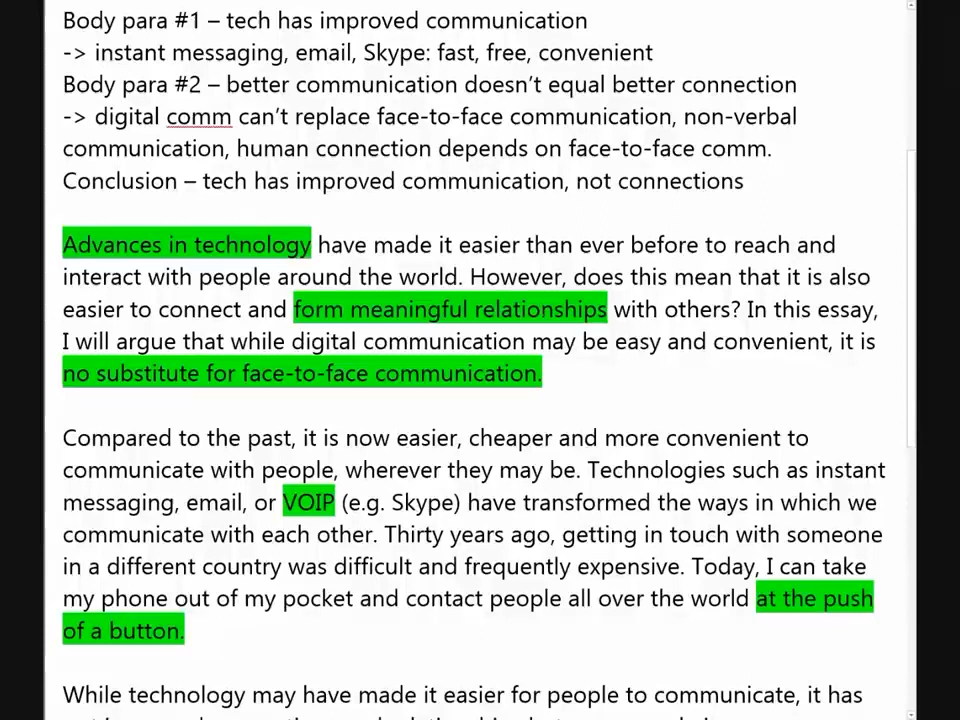 Body para #1 – tech has improved communication
-> instant messaging, email, Skype: fast, free, convenient
Body para #2 – better communication doesn’t equal better connection
-> digital comm can’t replace face-to-face communication, non-verbal
communication, human connection depends on face-to-face comm.
Conclusion – tech has improved communication, not connections
Advances in technology have made it easier than ever before to reach and
interact with people around the world. However, does this mean that it is also
easier to connect and form meaningful relationships with others? In this essay,
I will argue that while digital communication may be easy and convenient, it is
no substitute for face-to-face communication.
Compared to the past, it is now easier, cheaper and more convenient to
communicate with people, wherever they may be. Technologies such as instant
messaging, email, or VOIP (e.g. Skype) have transformed the ways in which we
communicate with each other. Thirty years ago, getting in touch with someone
in a different country was difficult and frequently expensive. Today, I can take
my phone out of my pocket and contact people all over the world at the push
of a button.
While technology may have made it easier for people to communicate, it has